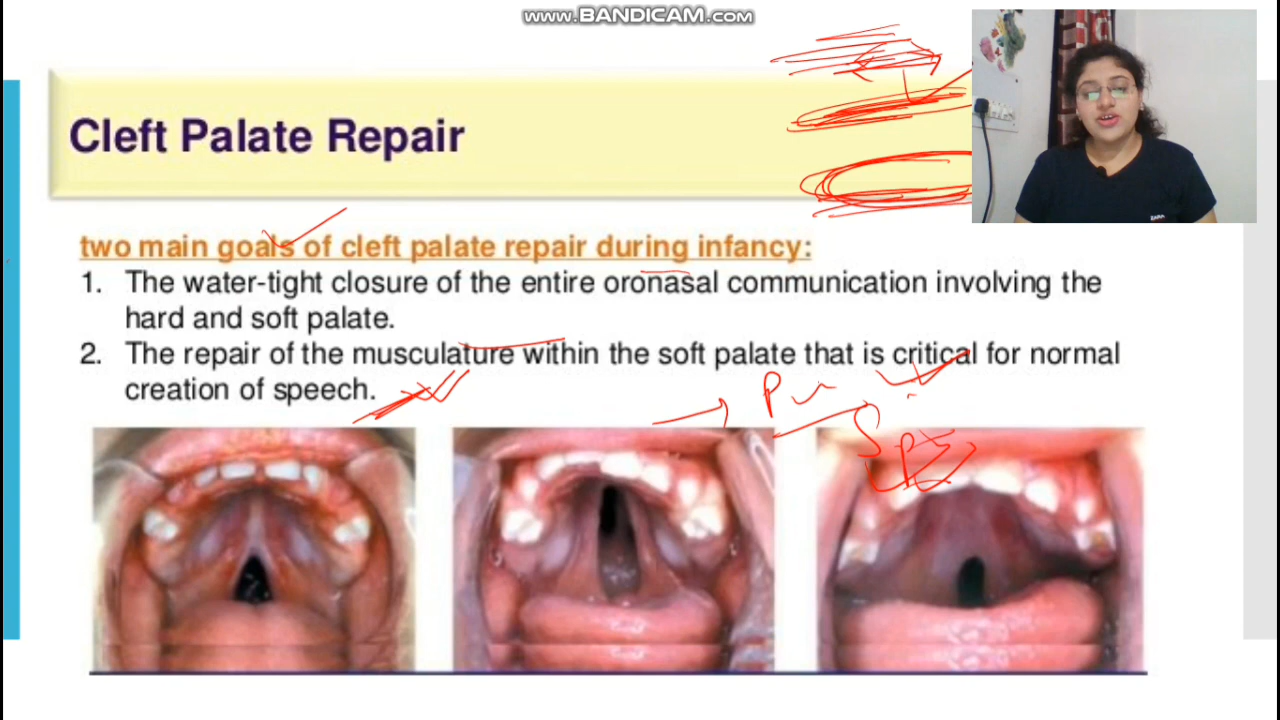 www.BANDICAM.com
Cleft Palate Repair
two main goals of cleft palate repair during infancy:
1. The water-tight closure of the entire oronasal communication involving the
hard and soft palate.
2. The repair of the musculature within the soft palate that is critical for normal
creation of speech.
ZARA